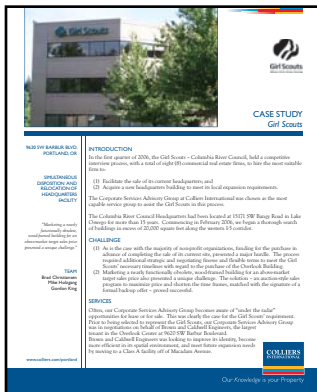 Girl Scouts
CASE STUDY
Girl Scouts
9620 SW BARBUR BLVD.
PORTLAND, OR
SIMULTANEOUS
DISPOSITION AND
RELOCATION OF
HEADQUARTERS
FACILITY
"Marketing a nearly
functionally obsolete,
wood-framed building for an
above-market target sales price
presented a unique challenge."
TEAM
Brad Christiansen
Mike Holzgang
Gordon King
www.colliers.com/portland
INTRODUCTION
In the first quarter of 2006, the Girl Scouts – Columbia River Council, held a competitive
interview process, with a total of eight (8) commercial real estate firms, to hire the most suitable
firm to:
(1) Facilitate the sale of its current headquarters; and
(2) Acquire a new headquarters building to meet its local expansion requirements.
The Corporate Services Advisory Group at Colliers International was chosen as the most
capable service group to assist the Girl Scouts in this process.
The Columbia River Council Headquarters had been located at 15171 SW Bangy Road in Lake
Oswego for more than 15 years. Commencing in February 2006, we began a thorough search
of buildings in excess of 20,000 square feet along the western I-5 corridor.
CHALLENGE
(1) As is the case with the majority of nonprofit organizations, funding for the purchase in
advance of completing the sale of its current site, presented a major hurdle. The process
required additional strategic and negotiating finesse and flexible terms to meet the Girl
Scouts' necessary timelines with regard to the purchase of the Overlook Building.
(2) Marketing a nearly functionally obsolete, wood-framed building for an above-market
target sales price also presented a unique challenge. The solution – an auction-style sales
program to maximize price and shorten the time frames, matched with the signature of a
formal backup offer – proved successful.
SERVICES
Often, our Corporate Services Advisory Group becomes aware of "under the radar"
opportunities for lease or for sale. This was clearly the case for the Girl Scouts' requirement.
Prior to being selected to represent the Girl Scouts, our Corporate Services Advisory Group
was in negotiations on behalf of Brown and Caldwell Engineers, the largest
tenant in the Overlook Center at 9620 SW Barbur Boulevard.
Brown and Caldwell Engineers was looking to improve its identity, become
more efficient in its spatial environment, and meet future expansion needs
by moving to a Class A facility off of Macadam Avenue.
COLLIERS
INTERNATIONAL
Our Knowledge is your Property